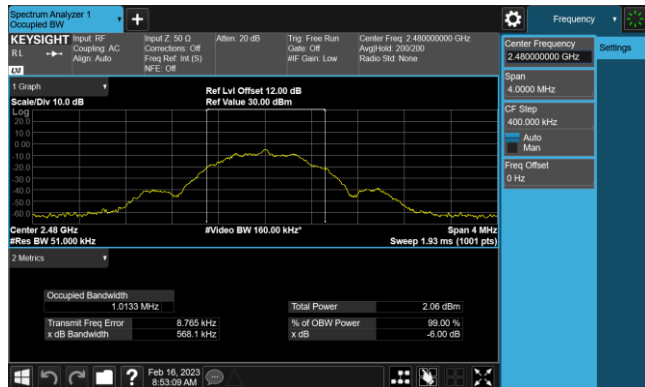 Spectrum Analyzer 1
Occupied BW
Frequency
KEYSIGHT
RL
Input: RF
Coupling: AC
Align: Auto
Input Z: 50 Ω
Corrections: Off
Freq Ref: Int (S)
NFE: Off
Atten: 20 dB
Trig: Free Run
Gate: Off
#IF Gain: Low
Center Freq: 2.480000000 GHz
Avg|Hold: 200/200
Radio Std: None
LXI
1 Graph
Scale/Div 10.0 dB
Ref Lvl Offset 12.00 dB
Ref Value 30.00 dBm
Log
20.0
10.0
0.00
-10.0
-20.0
-30.0
-40.0
-50.0
-60.0
Center 2.48 GHz
#Res BW 51.000 kHz
#Video BW 160.00 kHz*
Span 4 MHz
Sweep 1.93 ms (1001 pts)
2 Metrics
Occupied Bandwidth
1.0133 MHz
Total Power 2.06 dBm
Transmit Freq Error 8.765 kHz
% of OBW Power 99.00 %
x dB Bandwidth 568.1 kHz
x dB -6.00 dB
Feb 16, 2023
8:53:09 AM
Center Frequency
2.480000000 GHz
Settings
Span
4.0000 MHz
CF Step
400.000 kHz
Auto
Man
Freq Offset
0 Hz